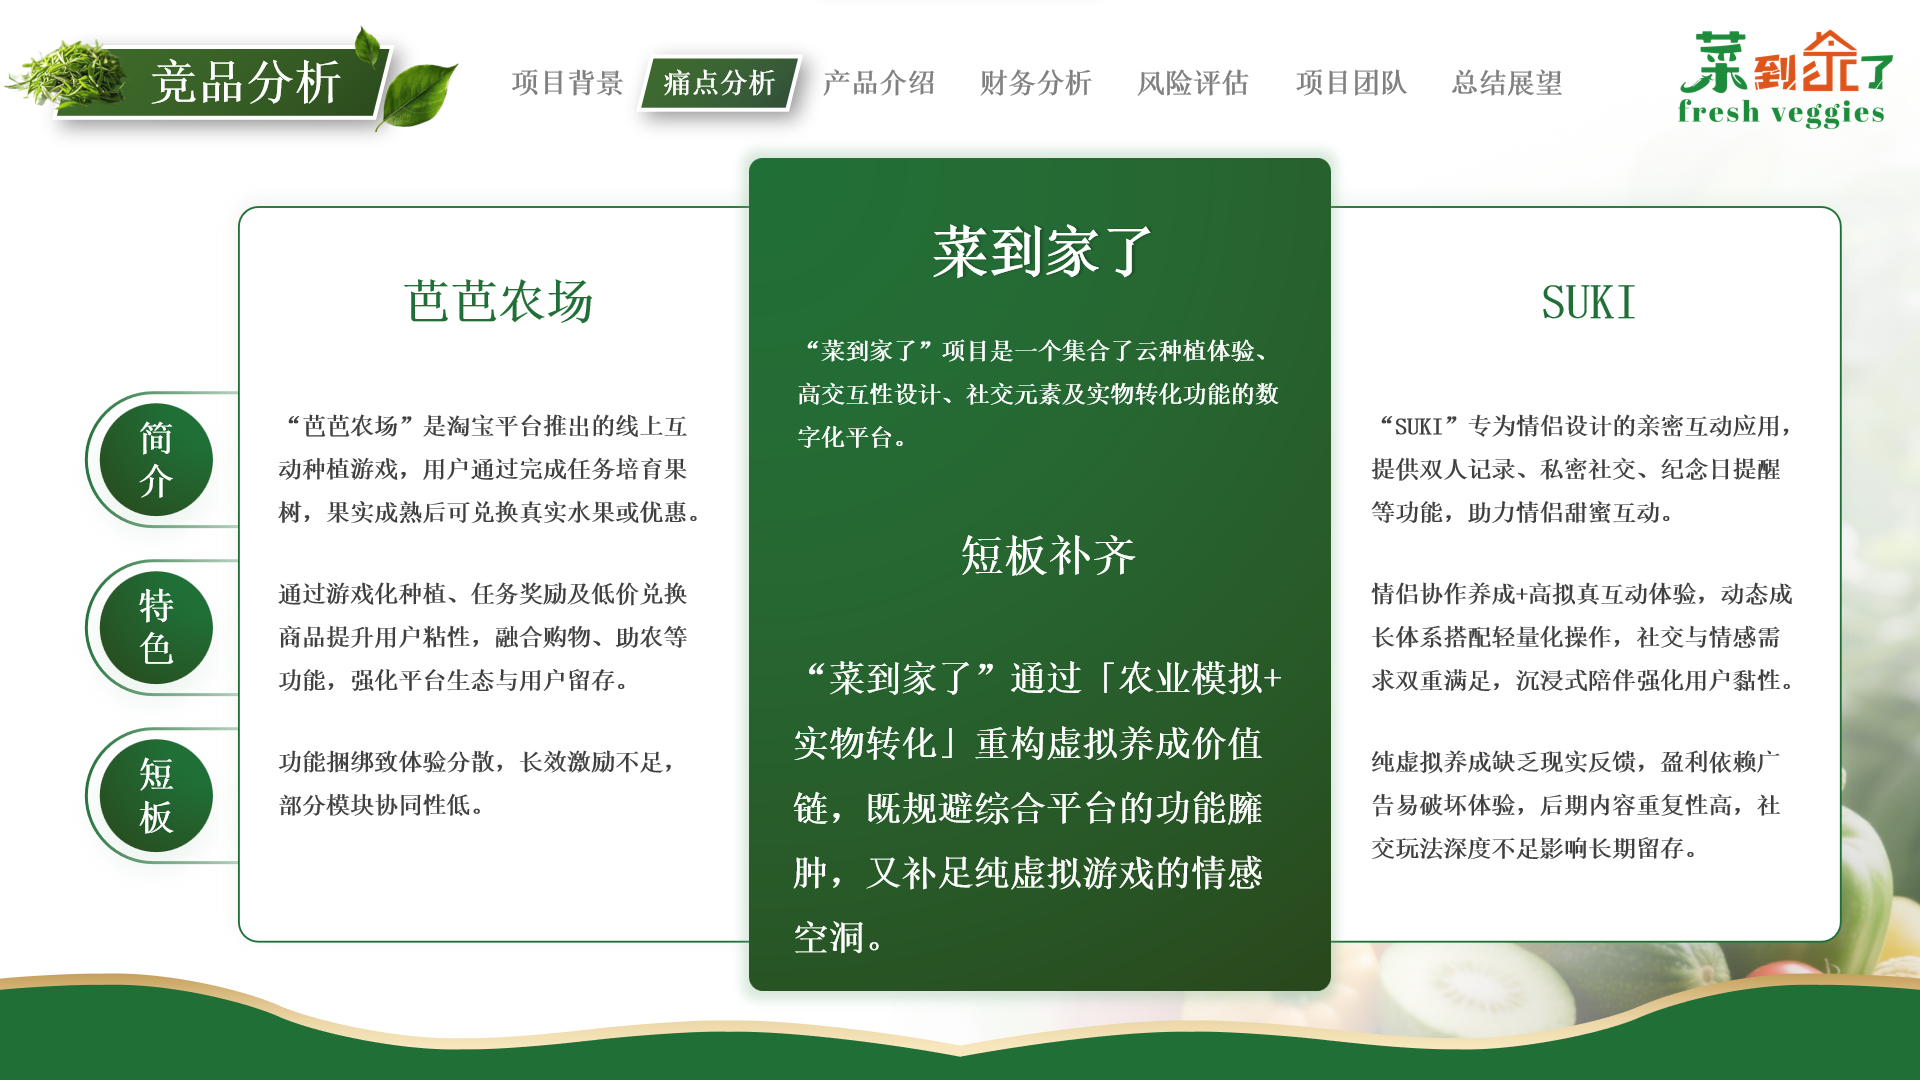 竞品分析
项目背景
痛点分析
产品介绍
财务分析
风险评估
项目团队
总结展望
菜到家了
fresh veggies
简介
特色
短板
芭芭农场
“芭芭农场”是淘宝平台推出的线上互
动种植游戏，用户通过完成任务培育果
树，果实成熟后可兑换真实水果或优惠。
通过游戏化种植、任务奖励及低价兑换
商品提升用户粘性，融合购物、助农等
功能，强化平台生态与用户留存。
功能捆绑致体验分散，长效激励不足，
部分模块协同性低。
菜到家了
“菜到家了”项目是一个集合了云种植体验、
高交互性设计、社交元素及实物转化功能的数
字化平台。
短板补齐
“菜到家了”通过「农业模拟+
实物转化」重构虚拟养成价值
链，既规避综合平台的功能臃
肿，又补足纯虚拟游戏的情感
空洞。
SUKI
“SUKI”专为情侣设计的亲密互动应用，
提供双人记录、私密社交、纪念日提醒
等功能，助力情侣甜蜜互动。
情侣协作养成+高拟真互动体验，动态成
长体系搭配轻量化操作，社交与情感需
求双重满足，沉浸式陪伴强化用户黏性。
纯虚拟养成缺乏现实反馈，盈利依赖广
告易破坏体验，后期内容重复性高，社
交玩法深度不足影响长期留存。